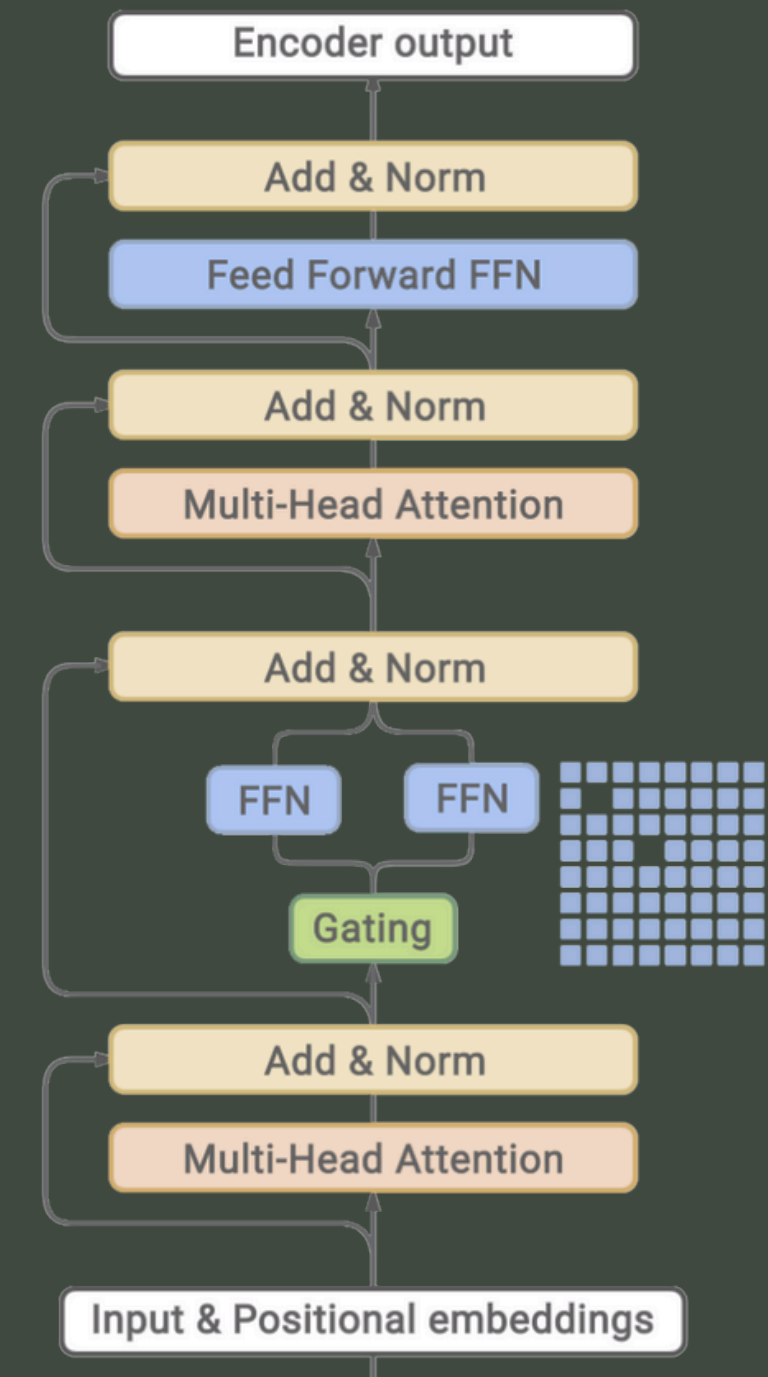 Encoder output
Add & Norm
Feed Forward FFN
Add & Norm
Multi-Head Attention
Add & Norm
FFN FFN
Gating
Add & Norm
Multi-Head Attention
Input & Positional embeddings